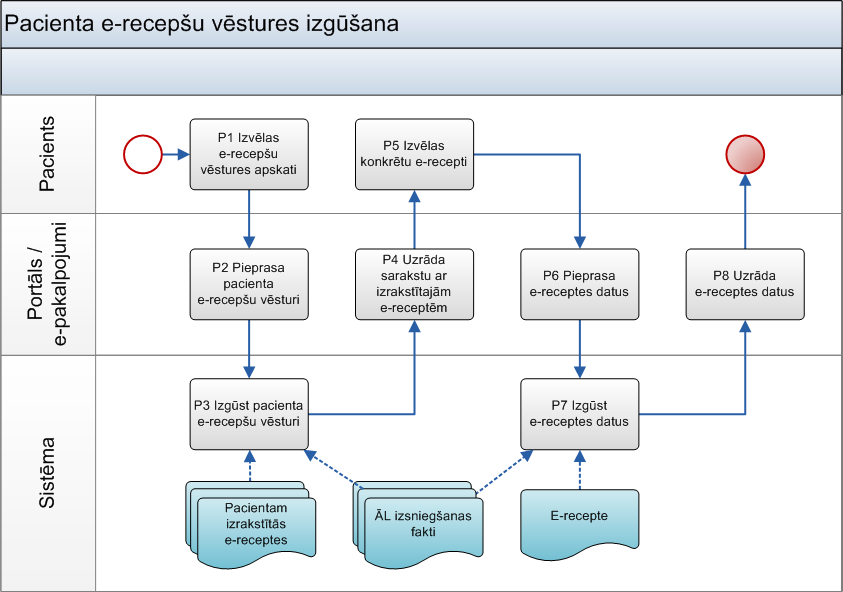 Pacienta e-recepšu vēstures izgūšana
Pacients
P1 Izvēlas
e-recepšu
vēstures apskati
P5 Izvēlas
konkrētu e-recepti
Portāls /
e-pakalpojumi
P2 Pieprasa
pacienta
e-recepšu vēsturi
P4 Uzrāda
sarakstu ar
izrakstītajām
e-receptēm
P6 Pieprasa
e-receptes datus
P8 Uzrāda
e-receptes datus
Sistēma
P3 Izgūst pacienta
e-recepšu vēsturi
P7 Izgūst
e-receptes datus
Pacientam
izrakstītās
e-receptes
ĀL izsniegšanas
fakti
E-recepte